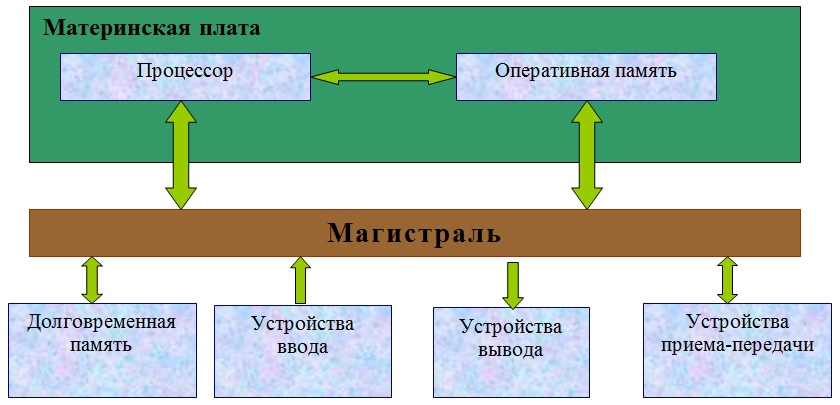 Материнская плата
Процессор
Оперативная память
Магистраль
Долговременная
память
Устройства
ввода
Устройства
вывода
Устройства
приема-передачи